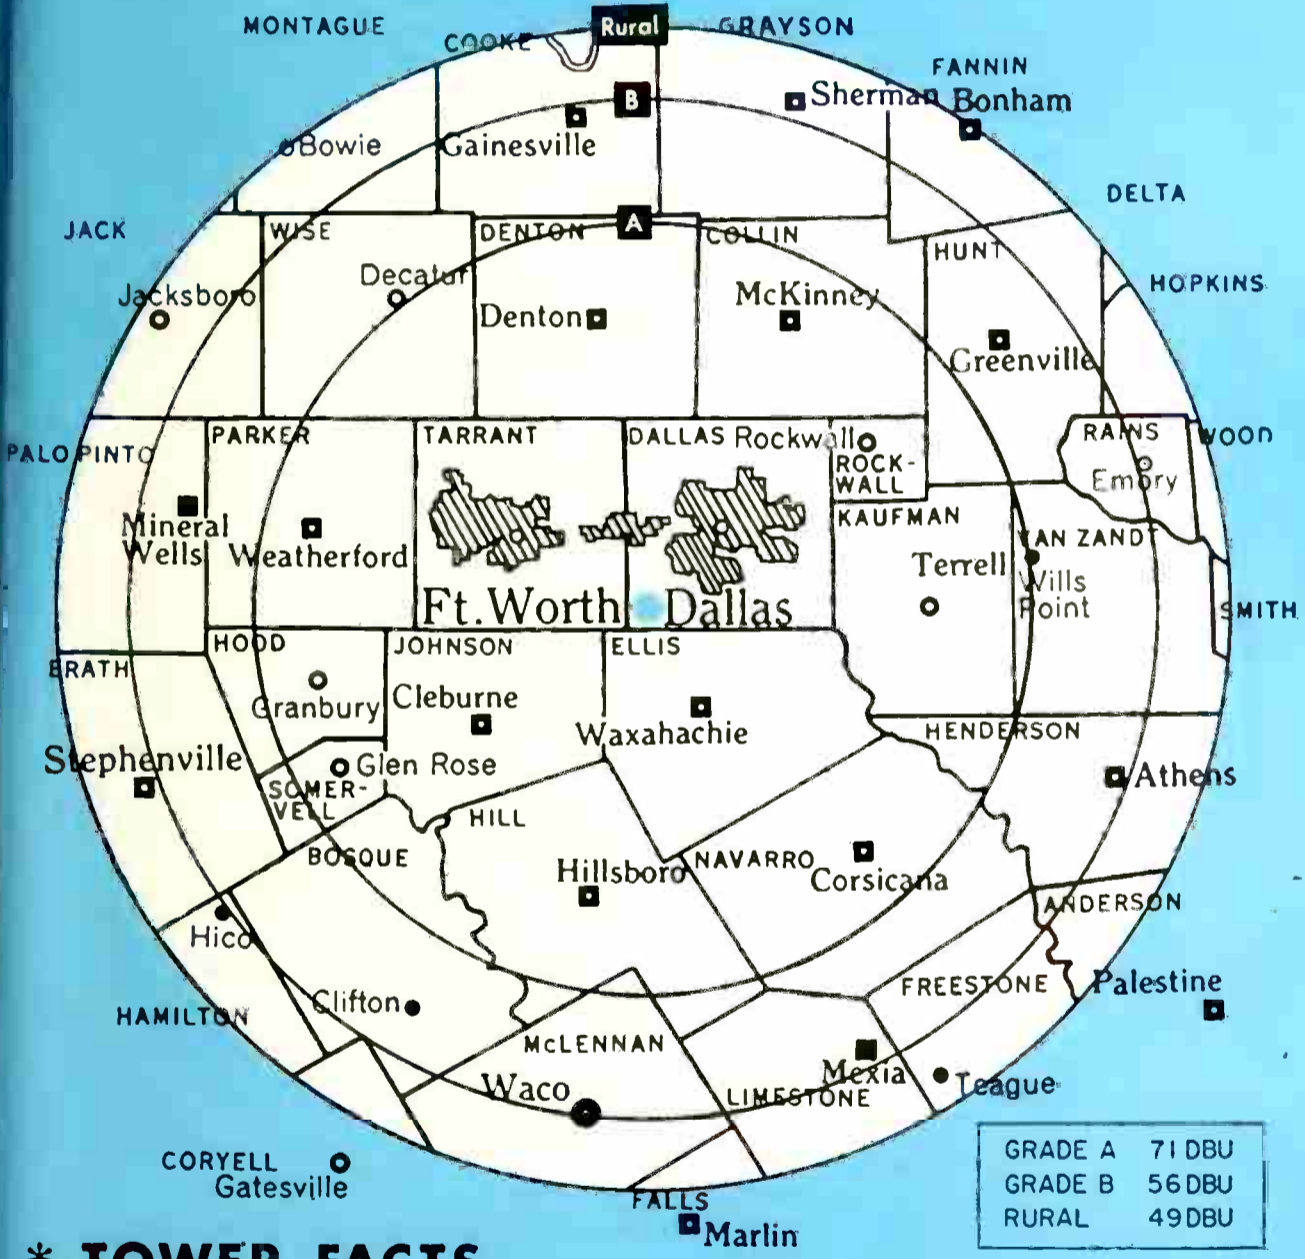 MONTAGUE
COOKE
Rural
GRAYSON
FANNIN
B
Sherman
Bonham
Bowie
Gainesville
DELTA
JACK
WISE
DENTON
A
COLLIN
HUNT
HOPKINS
Jacksboro
Decatur
Denton
McKinney
Greenville
PALO PINTO
PARKER
TARRANT
DALLAS
Rockwall
ROCK-
WALL
RAINS
WOOD
Emory
Mineral
Wells
Weatherford
KAUFMAN
VAN ZANDT
Terrell
Wills
Point
Ft. Worth
Dallas
SMITH
ERATH
HOOD
JOHNSON
ELLIS
Granbury
Cleburne
Waxahachie
HENDERSON
Stephenville
Glen Rose
SOMER-
VELL
Athens
HILL
BOSQUE
Hillsboro
NAVARRO
Corsicana
ANDERSON
Hico
HAMILTON
Clifton
FREESTONE
Palestine
McLENNAN
Mexia
Waco
LIMESTONE
Teague
CORYELL
Gatesville
FALLS
Marlin
GRADE A 71 DBU
GRADE B 56 DBU
RURAL 49 DBU
* TOWER FACTS